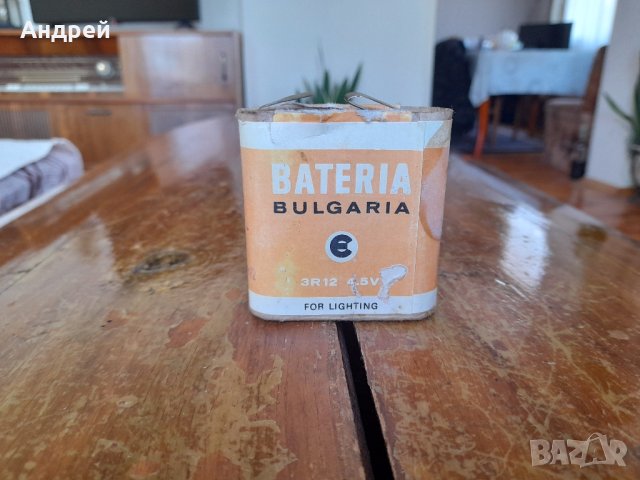 Андрей
BATERIA
BULGARIA
3R12 4.5V
FOR LIGHTING
BAZAR